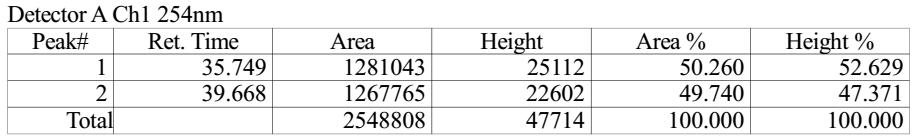 Detector A Ch1 254nm
Peak# Ret. Time Area Height Area % Height %
1 35.749 1281043 25112 50.260 52.629
2 39.668 1267765 22602 49.740 47.371
Total 2548808 47714 100.000 100.000